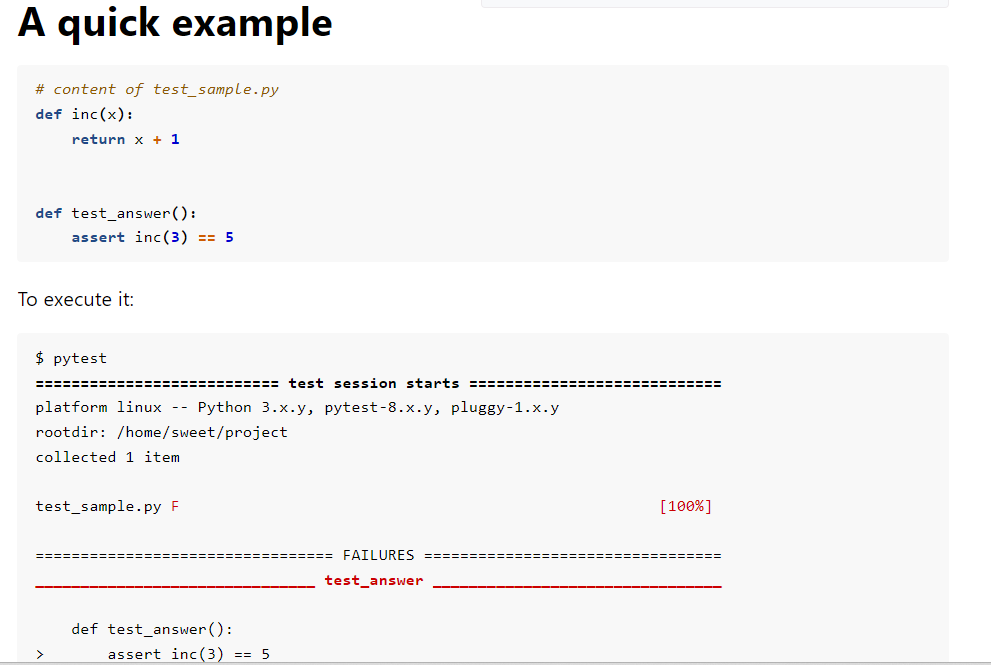 A quick example
# content of test_sample.py
def inc(x):
    return x + 1
def test_answer():
    assert inc(3) == 5
To execute it:
$ pytest
=========================== test session starts ============================
platform linux -- Python 3.x.y, pytest-8.x.y, pluggy-1.x.y
rootdir: /home/sweet/project
collected 1 item
test_sample.py F                                                     [100%]
================================= FAILURES =================================
_______________________________ test_answer ________________________________
    def test_answer():
>       assert inc(3) == 5